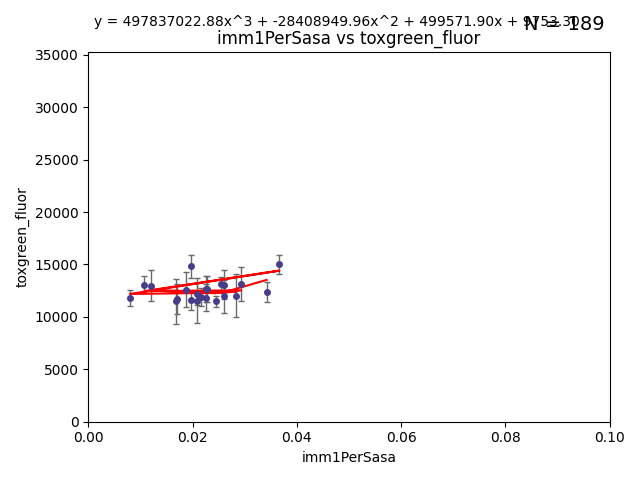 y = 497837022.88x^3 + -28408949.96x^2 + 499571.90x + 9753.30
N = 189
imm1PerSasa vs toxgreen_fluor
35000
30000
25000
20000
15000
10000
5000
0
toxgreen_fluor
0.00 0.02 0.04 0.06 0.08 0.10
imm1PerSasa